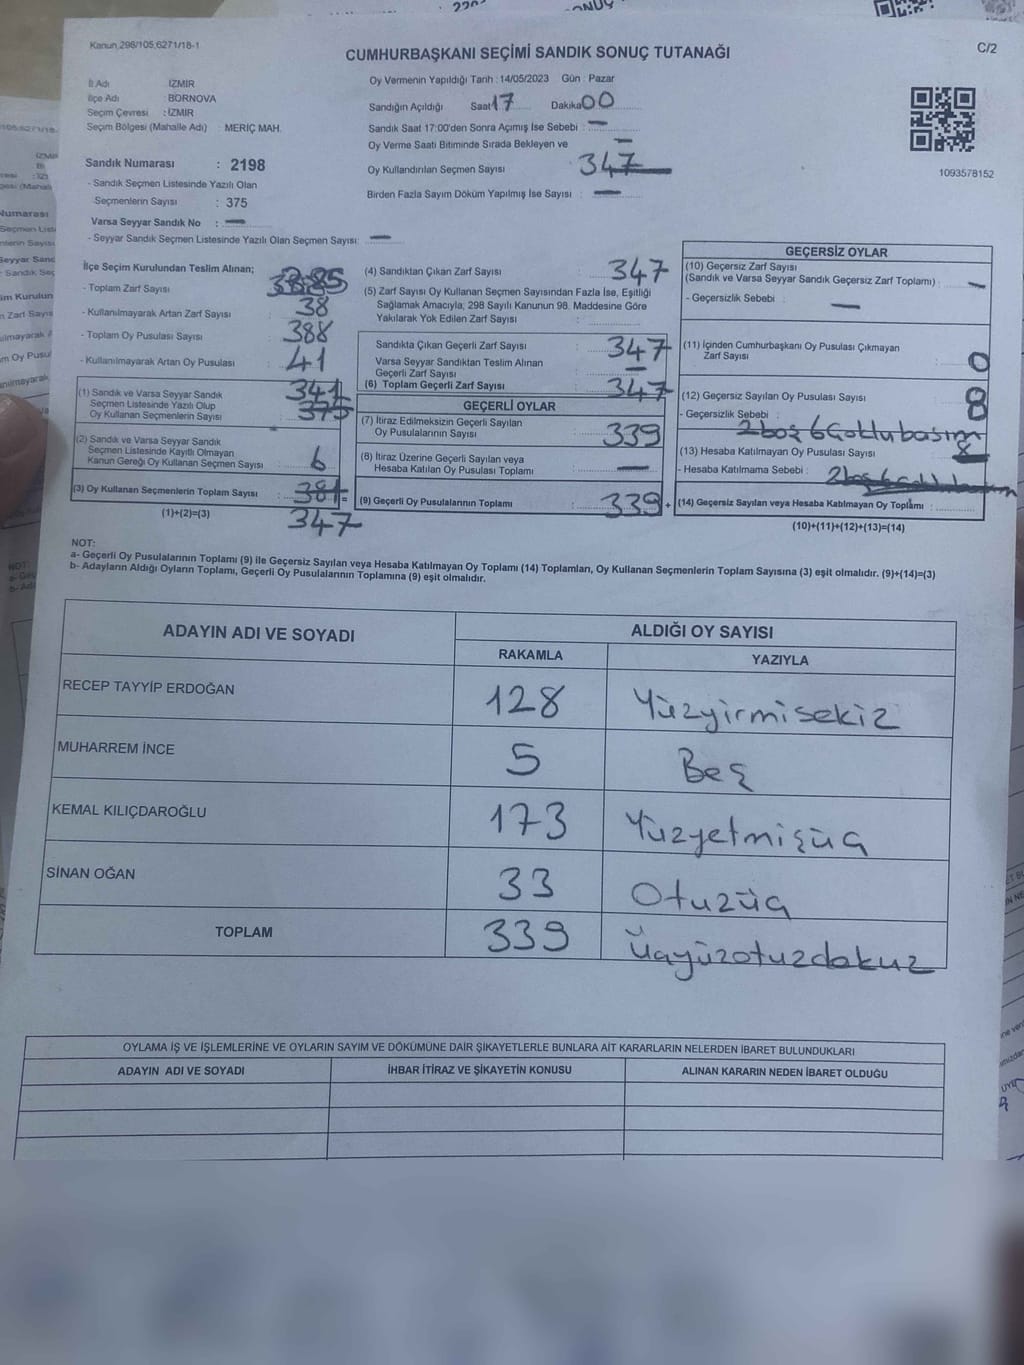 Kanun,298/105,6271/18-1
C/2
CUMHURBAŞKANI SEÇİMİ SANDIK SONUÇ TUTANAĞI
İl Adı IZMIR
İlçe Adı : BORNOVA
Seçim Çevresi : İZMİR
Seçim Bölgesi (Mahalle Adı) : MERİÇ MAH.
Oy Vermenin Yapıldığı Tarih : 14/05/2023 Gün : Pazar
Sandığın Açıldığı Saat 17 Dakika 00
Sandık Saat 17:00'den Sonra Açımış İse Sebebi : —
Oy Verme Saati Bitiminde Sırada Bekleyen ve —
Oy Kullandırılan Seçmen Sayısı 347
Birden Fazla Sayım Döküm Yapılmış İse Sayısı : —
1093578152
Sandık Numarası : 2198
- Sandık Seçmen Listesinde Yazılı Olan
Seçmenlerin Sayısı : 375
Varsa Seyyar Sandık No : —
- Seyyar Sandık Seçmen Listesinde Yazılı Olan Seçmen Sayısı: —
İlçe Seçim Kurulundan Teslim Alınan;
- Toplam Zarf Sayısı
- Kullanılmayarak Artan Zarf Sayısı : 38
- Toplam Oy Pusulası Sayısı : 388
- Kullanılmayarak Artan Oy Pusulası : 41
(1) Sandık ve Varsa Seyyar Sandık
Seçmen Listesinde Yazılı Olup
Oy Kullanan Seçmenlerin Sayısı : 341 375
(2) Sandık ve Varsa Seyyar Sandık
Seçmen Listesinde Kayıtlı Olmayan
Kanun Gereği Oy Kullanan Seçmen Sayısı : 6
(3) Oy Kullanan Seçmenlerin Toplam Sayısı : 381 =
(1)+(2)=(3) 347
(4) Sandıktan Çıkan Zarf Sayısı : 347
(5) Zarf Sayısı Oy Kullanan Seçmen Sayısından Fazla İse, Eşitliği
Sağlamak Amacıyla, 298 Sayılı Kanunun 98. Maddesine Göre
Yakılarak Yok Edilen Zarf Sayısı :
Sandıkta Çıkan Geçerli Zarf Sayısı : 347
Varsa Seyyar Sandıktan Teslim Alınan
Geçerli Zarf Sayısı : —
(6) Toplam Geçerli Zarf Sayısı : 347
GEÇERLİ OYLAR
(7) İtiraz Edilmeksizin Geçerli Sayılan
Oy Pusulalarının Sayısı : 339
(8) İtiraz Üzerine Geçerli Sayılan veya
Hesaba Katılan Oy Pusulası Toplamı : —
(9) Geçerli Oy Pusulalarının Toplamı : 339 +
GEÇERSİZ OYLAR
(10) Geçersiz Zarf Sayısı
(Sandık ve Varsa Seyyar Sandık Geçersiz Zarf Toplamı) : —
- Geçersizlik Sebebi : —
(11) İçinden Cumhurbaşkanı Oy Pusulası Çıkmayan
Zarf Sayısı : 0
(12) Geçersiz Sayılan Oy Pusulası Sayısı : 8
- Geçersizlik Sebebi : 2 boş 6 çoklu basım
(13) Hesaba Katılmayan Oy Pusulası Sayısı :
- Hesaba Katılmama Sebebi :
(14) Geçersiz Sayılan veya Hesaba Katılmayan Oy Toplamı :
(10)+(11)+(12)+(13)=(14)
NOT:
a- Geçerli Oy Pusulalarının Toplamı (9) ile Geçersiz Sayılan veya Hesaba Katılmayan Oy Toplamı (14) Toplamları, Oy Kullanan Seçmenlerin Toplam Sayısına (3) eşit olmalıdır. (9)+(14)=(3)
b- Adayların Aldığı Oyların Toplamı, Geçerli Oy Pusulalarının Toplamına (9) eşit olmalıdır.
ADAYIN ADI VE SOYADI ALDIĞI OY SAYISI
RAKAMLA YAZIYLA
RECEP TAYYİP ERDOĞAN 128 Yüzyirmisekiz
MUHARREM İNCE 5 Beş
KEMAL KILIÇDAROĞLU 173 Yüzyetmişüç
SİNAN OĞAN 33 Otuzüç
TOPLAM 339 Üçyüzotuzdokuz
OYLAMA İŞ VE İŞLEMLERİNE VE OYLARIN SAYIM VE DÖKÜMÜNE DAİR ŞİKAYETLERLE BUNLARA AİT KARARLARIN NELERDEN İBARET BULUNDUKLARI
ADAYIN ADI VE SOYADI İHBAR İTİRAZ VE ŞİKAYETİN KONUSU ALINAN KARARIN NEDEN İBARET OLDUĞU